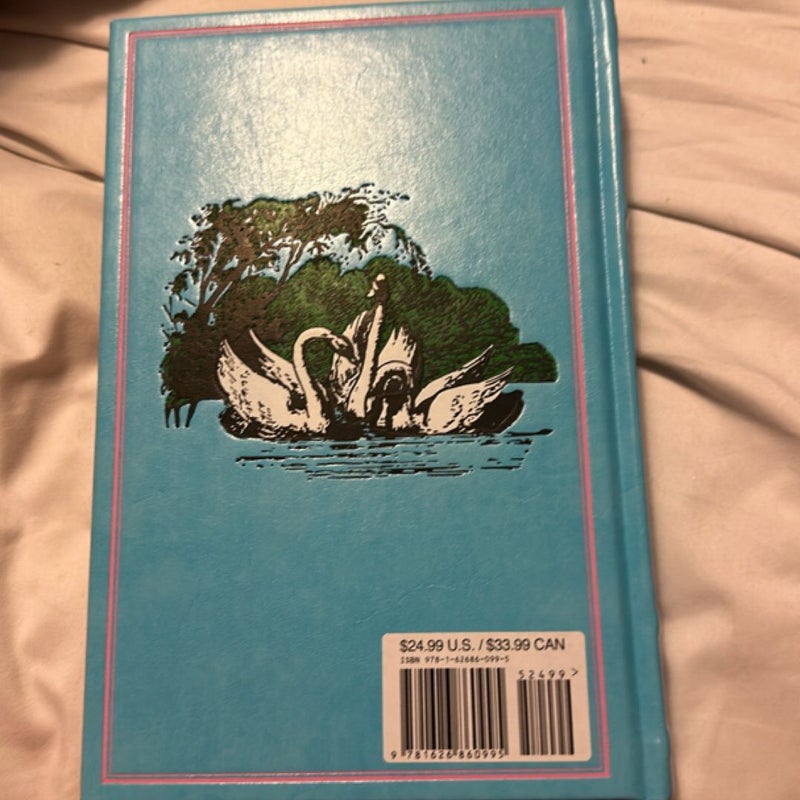 $24.99 U.S. / $33.99 CAN
ISBN 978-1-62686-099-5
52499>
9 781626 860995